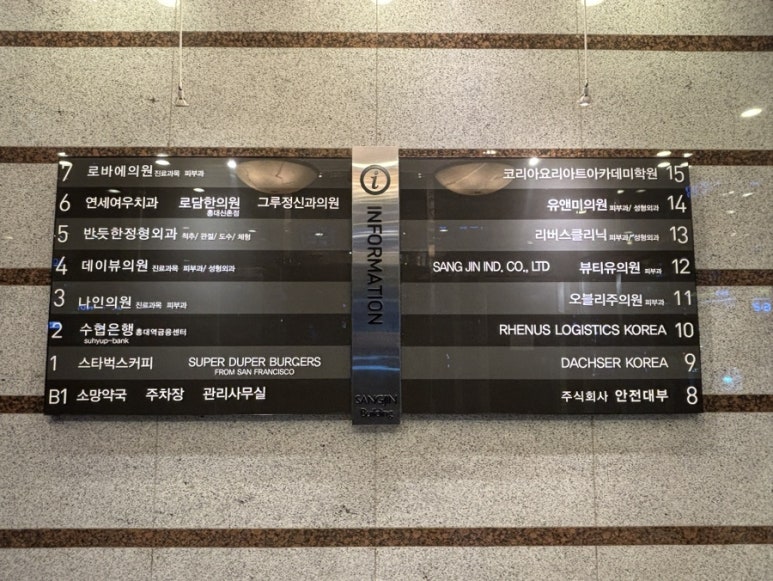 7 로바에의원 진료과목 피부과
6 연세여우치과 로담한의원 그루정신과의원
홍대신촌점
5 반듯한정형외과 척추/ 관절/ 도수/ 체형
4 데이뷰의원 진료과목 피부과/ 성형외과
3 나인의원 진료과목 피부과
2 수협은행 홍대역금융센터
suhyup-bank
1 스타벅스커피 SUPER DUPER BURGERS
FROM SAN FRANCISCO
B1 소망약국 주차장 관리사무실
i INFORMATION
SANGJIN
Building
코리아요리아트아카데미학원 15
유앤미의원 피부과/ 성형외과 14
리버스클리닉 피부과/성형외과 13
SANG JIN IND. CO., LTD 뷰티유의원 피부과 12
오블리주의원 피부과 11
RHENUS LOGISTICS KOREA 10
DACHSER KOREA 9
주식회사 안전대부 8